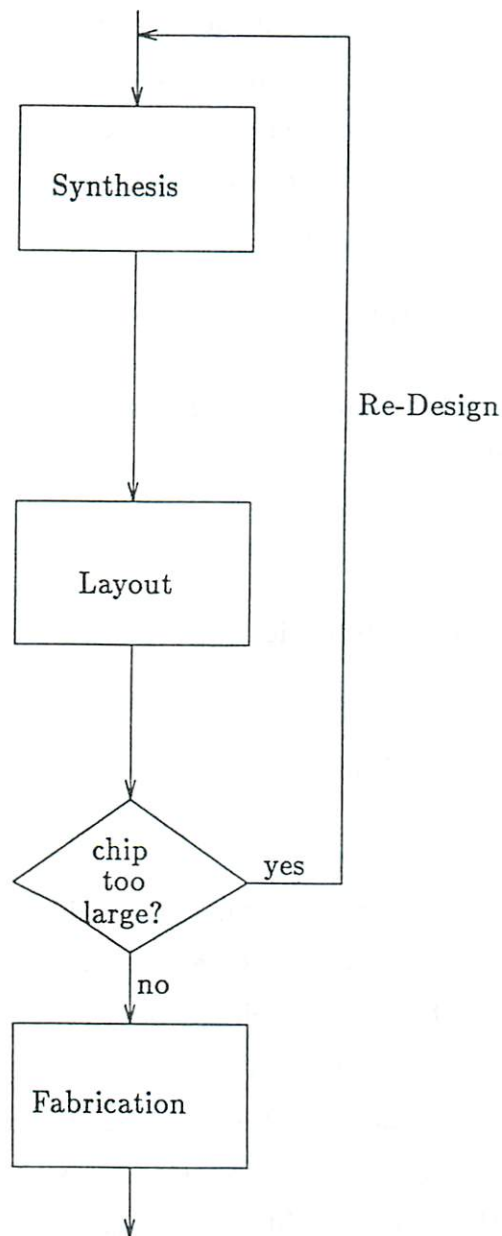 Synthesis
Re-Design
Layout
chip
too
large?
yes
no
Fabrication